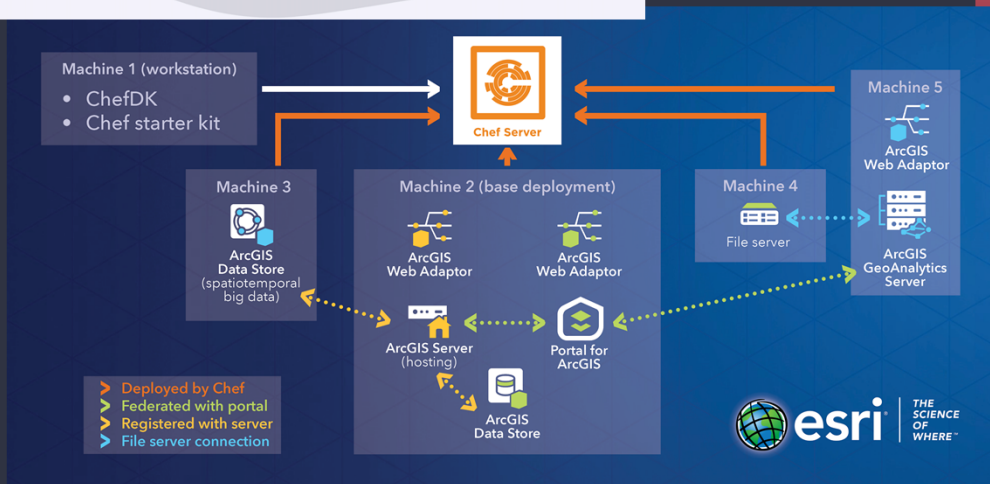 Machine 1 (workstation)
• ChefDK
• Chef starter kit
Chef Server
Machine 5
ArcGIS
Web Adaptor
ArcGIS
GeoAnalytics
Server
Machine 3
ArcGIS
Data Store
(spatiotemporal
big data)
Machine 2 (base deployment)
ArcGIS
Web Adaptor
ArcGIS
Web Adaptor
ArcGIS Server
(hosting)
Portal for
ArcGIS
ArcGIS
Data Store
Machine 4
File server
Deployed by Chef
Federated with portal
Registered with server
File server connection
esri
THE
SCIENCE
OF
WHERE™